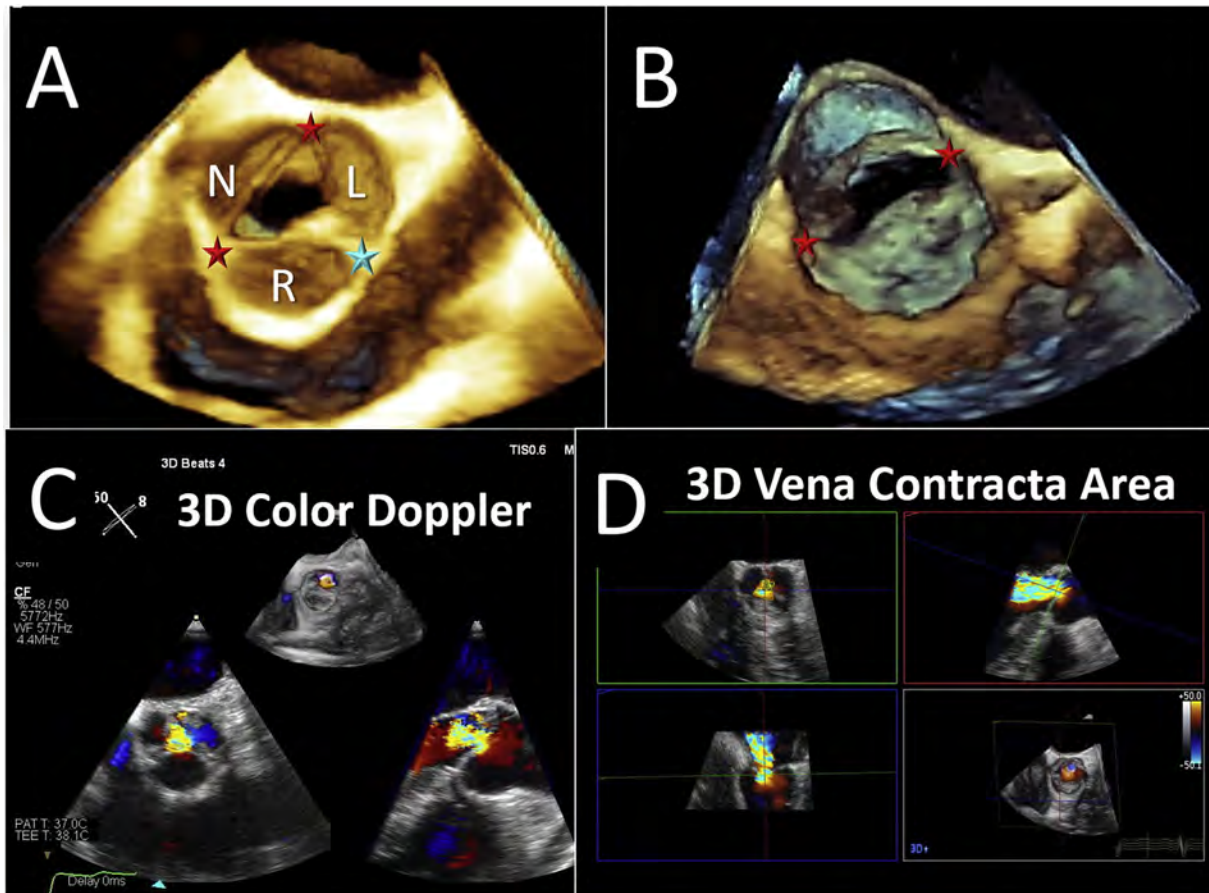 A
N
L
R
B
C
3D Beats 4
TIS0.6 M
50 8
3D Color Doppler
Gen
CF
% 48 / 50
5772Hz
WF 577Hz
4.4MHz
PAT T: 37.0C
TEE T: 38.1C
Delay 0ms
D
3D Vena Contracta Area
+50.0
-50.1
3D